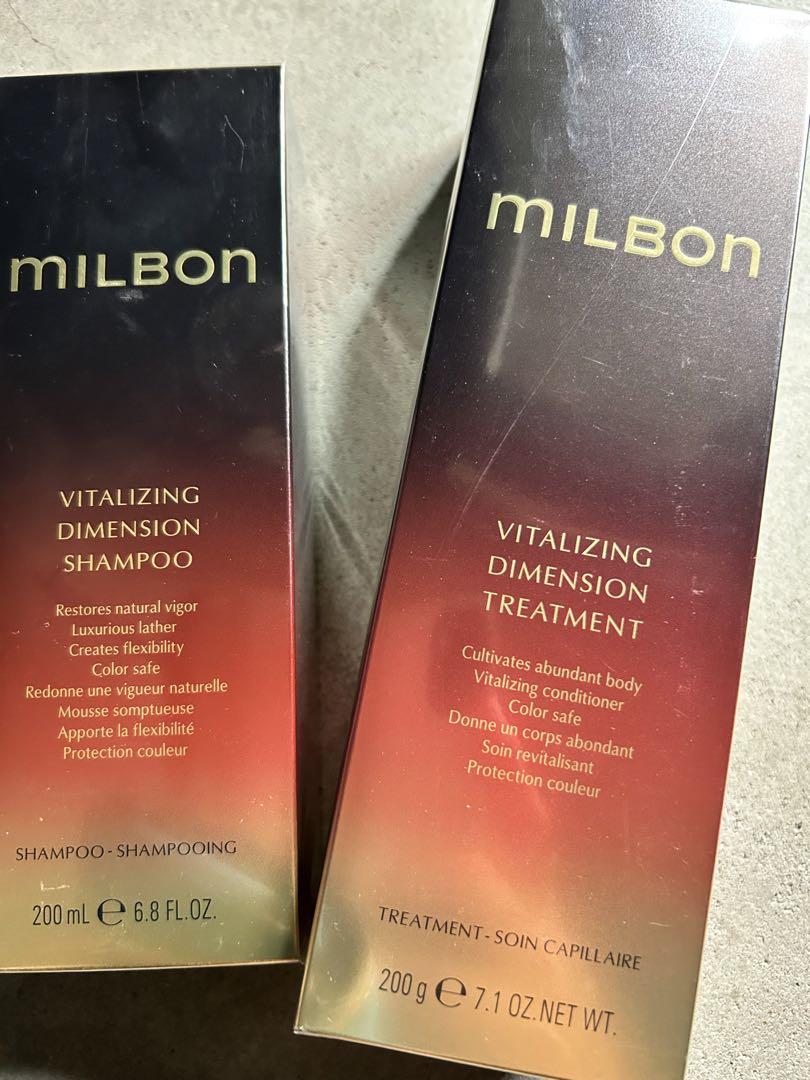 milbon
VITALIZING
DIMENSION
SHAMPOO
Restores natural vigor
Luxurious lather
Creates flexibility
Color safe
Redonne une vigueur naturelle
Mousse somptueuse
Apporte la flexibilité
Protection couleur
SHAMPOO - SHAMPOOING
200 mL ℮ 6.8 FL.OZ.
milbon
VITALIZING
DIMENSION
TREATMENT
Cultivates abundant body
Vitalizing conditioner
Color safe
Donne un corps abondant
Soin revitalisant
Protection couleur
TREATMENT - SOIN CAPILLAIRE
200 g ℮ 7.1 OZ.NET WT.